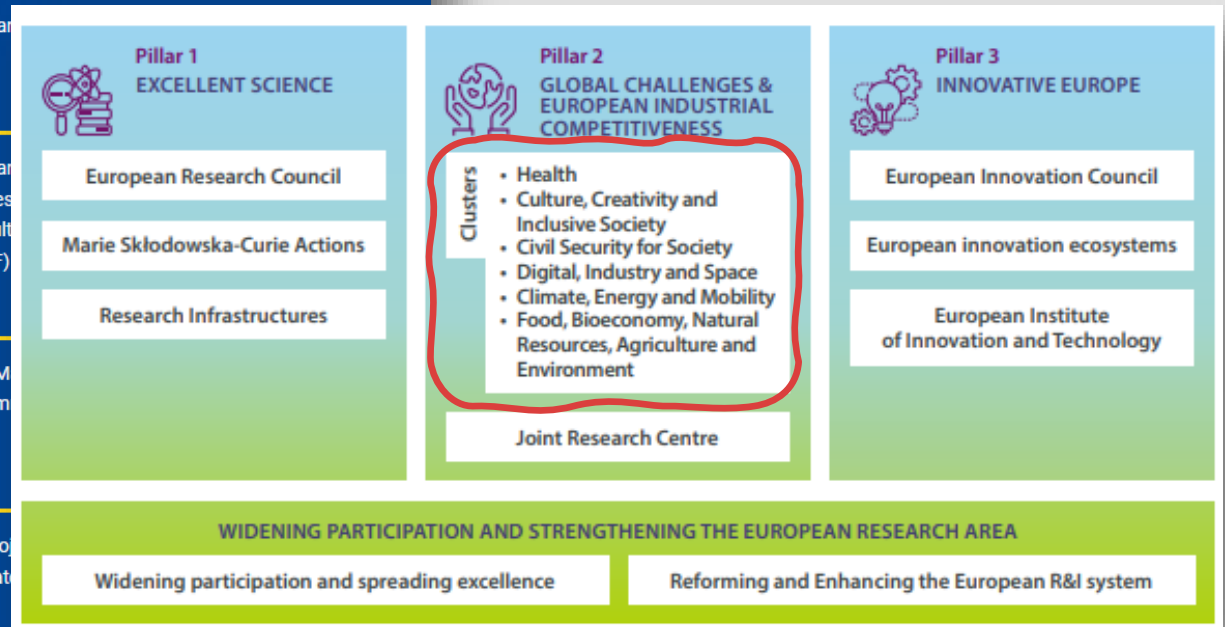 Pillar 1
EXCELLENT SCIENCE
European Research Council
Marie Skłodowska-Curie Actions
Research Infrastructures
Pillar 2
GLOBAL CHALLENGES &
EUROPEAN INDUSTRIAL
COMPETITIVENESS
Clusters
• Health
• Culture, Creativity and
Inclusive Society
• Civil Security for Society
• Digital, Industry and Space
• Climate, Energy and Mobility
• Food, Bioeconomy, Natural
Resources, Agriculture and
Environment
Joint Research Centre
Pillar 3
INNOVATIVE EUROPE
European Innovation Council
European innovation ecosystems
European Institute
of Innovation and Technology
WIDENING PARTICIPATION AND STRENGTHENING THE EUROPEAN RESEARCH AREA
Widening participation and spreading excellence
Reforming and Enhancing the European R&I system